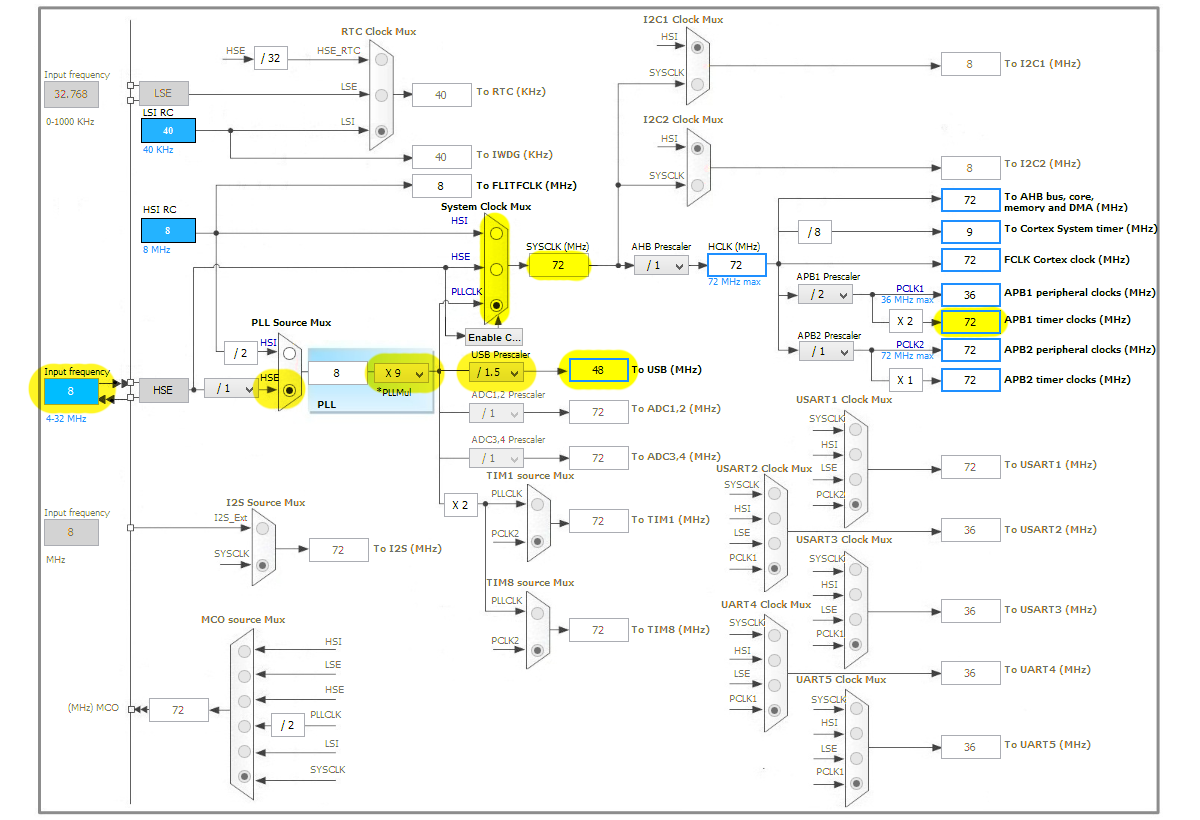 I2C1 Clock Mux
HSI
SYSCLK
8
To I2C1 (MHz)
RTC Clock Mux
HSE
/ 32
HSE_RTC
LSE
LSI
40
To RTC (KHz)
Input frequency
32.768
0-1000 KHz
LSE
LSI RC
40
40 KHz
40
To IWDG (KHz)
I2C2 Clock Mux
HSI
SYSCLK
8
To I2C2 (MHz)
8
To FLITFCLK (MHz)
HSI RC
8
8 MHz
System Clock Mux
HSI
HSE
PLLCLK
SYSCLK (MHz)
72
AHB Prescaler
/ 1
HCLK (MHz)
72
72 MHz max
72
To AHB bus, core,
memory and DMA (MHz)
/ 8
9
To Cortex System timer (MHz)
72
FCLK Cortex clock (MHz)
APB1 Prescaler
/ 2
PCLK1
36 MHz max
36
APB1 peripheral clocks (MHz)
X 2
72
APB1 timer clocks (MHz)
APB2 Prescaler
/ 1
PCLK2
72 MHz max
72
APB2 peripheral clocks (MHz)
X 1
72
APB2 timer clocks (MHz)
Enable C...
PLL Source Mux
/ 2
HSI
HSE
Input frequency
8
4-32 MHz
HSE
/ 1
8
X 9
*PLLMul
PLL
USB Prescaler
/ 1.5
48
To USB (MHz)
ADC1,2 Prescaler
/ 1
72
To ADC1,2 (MHz)
ADC3,4 Prescaler
/ 1
72
To ADC3,4 (MHz)
X 2
TIM1 source Mux
PLLCLK
PCLK2
72
To TIM1 (MHz)
TIM8 source Mux
PLLCLK
PCLK2
72
To TIM8 (MHz)
USART1 Clock Mux
SYSCLK
HSI
LSE
PCLK2
72
To USART1 (MHz)
USART2 Clock Mux
SYSCLK
HSI
LSE
PCLK1
36
To USART2 (MHz)
USART3 Clock Mux
SYSCLK
HSI
LSE
PCLK1
36
To USART3 (MHz)
UART4 Clock Mux
SYSCLK
HSI
LSE
PCLK1
36
To UART4 (MHz)
UART5 Clock Mux
SYSCLK
HSI
LSE
PCLK1
36
To UART5 (MHz)
Input frequency
8
MHz
I2S Source Mux
I2S_Ext
SYSCLK
72
To I2S (MHz)
MCO source Mux
HSI
LSE
HSE
/ 2
PLLCLK
LSI
SYSCLK
(MHz) MCO
72